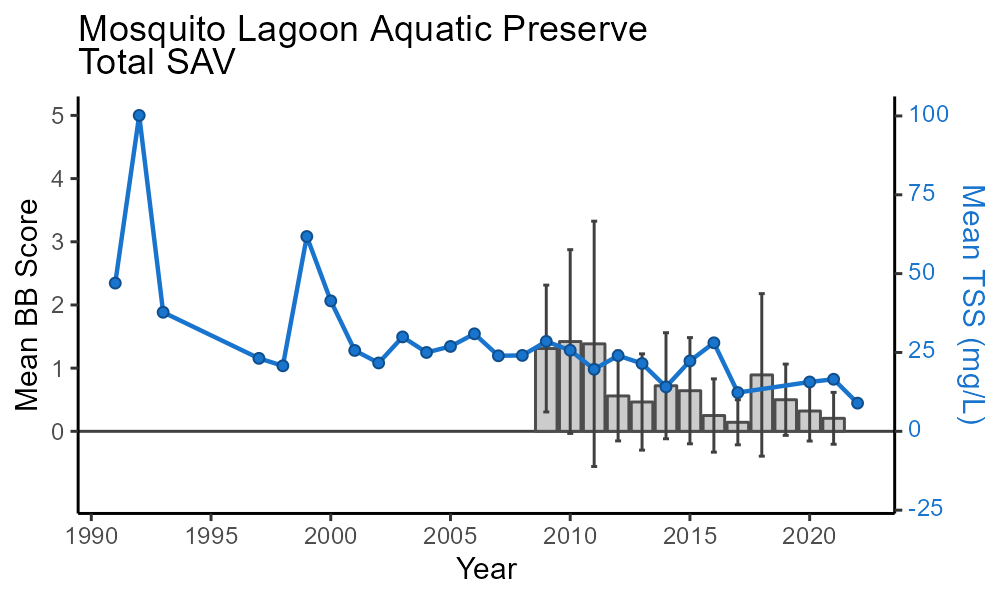 Mosquito Lagoon Aquatic Preserve
Total SAV
Mean BB Score
5
4
3
2
1
0
100
75
50
25
0
-25
Mean TSS (mg/L)
1990 1995 2000 2005 2010 2015 2020
Year